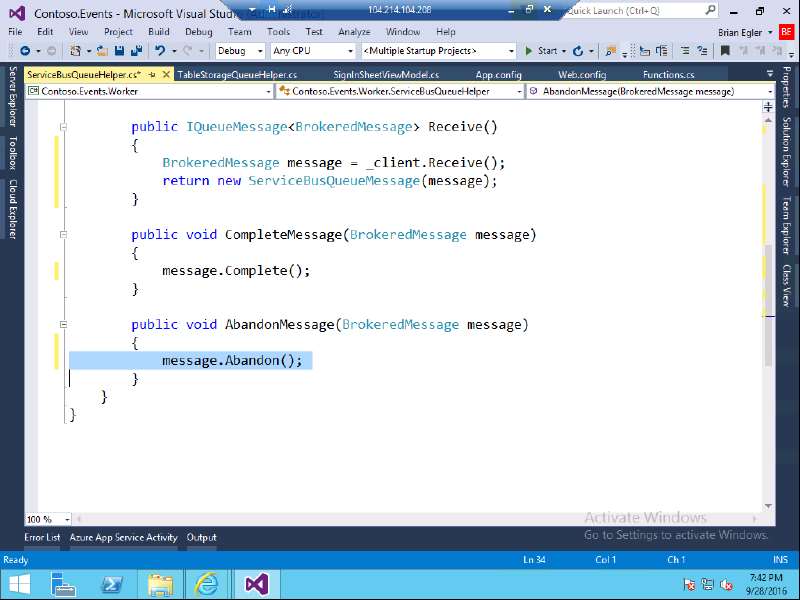 Contoso.Events - Microsoft Visual Stud
104.214.104.208
Quick Launch (Ctrl+Q)
File Edit View Project Build Debug Team Tools Test Analyze Window Help
Brian Egler BE
Debug Any CPU <Multiple Startup Projects> Start
ServiceBusQueueHelper.cs* TableStorageQueueHelper.cs SignInSheetViewModel.cs App.config Web.config Functions.cs
Contoso.Events.Worker Contoso.Events.Worker.ServiceBusQueueHelper AbandonMessage(BrokeredMessage message)
Server Explorer
Toolbox
Cloud Explorer
public IQueueMessage<BrokeredMessage> Receive()
{
BrokeredMessage message = _client.Receive();
return new ServiceBusQueueMessage(message);
}
public void CompleteMessage(BrokeredMessage message)
{
message.Complete();
}
public void AbandonMessage(BrokeredMessage message)
{
message.Abandon();
}
}
}
Properties
Solution Explorer
Team Explorer
Class View
100 %
Activate Windows
Go to Settings to activate Windows.
Error List Azure App Service Activity Output
Ready Ln 34 Col 1 Ch 1 INS
7:42 PM
9/28/2016